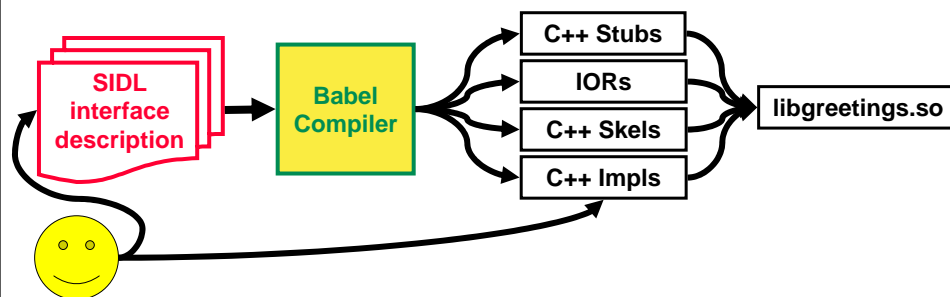 SIDL
interface
description
Babel
Compiler
C++ Stubs
IORs
C++ Skels
C++ Impls
libgreetings.so